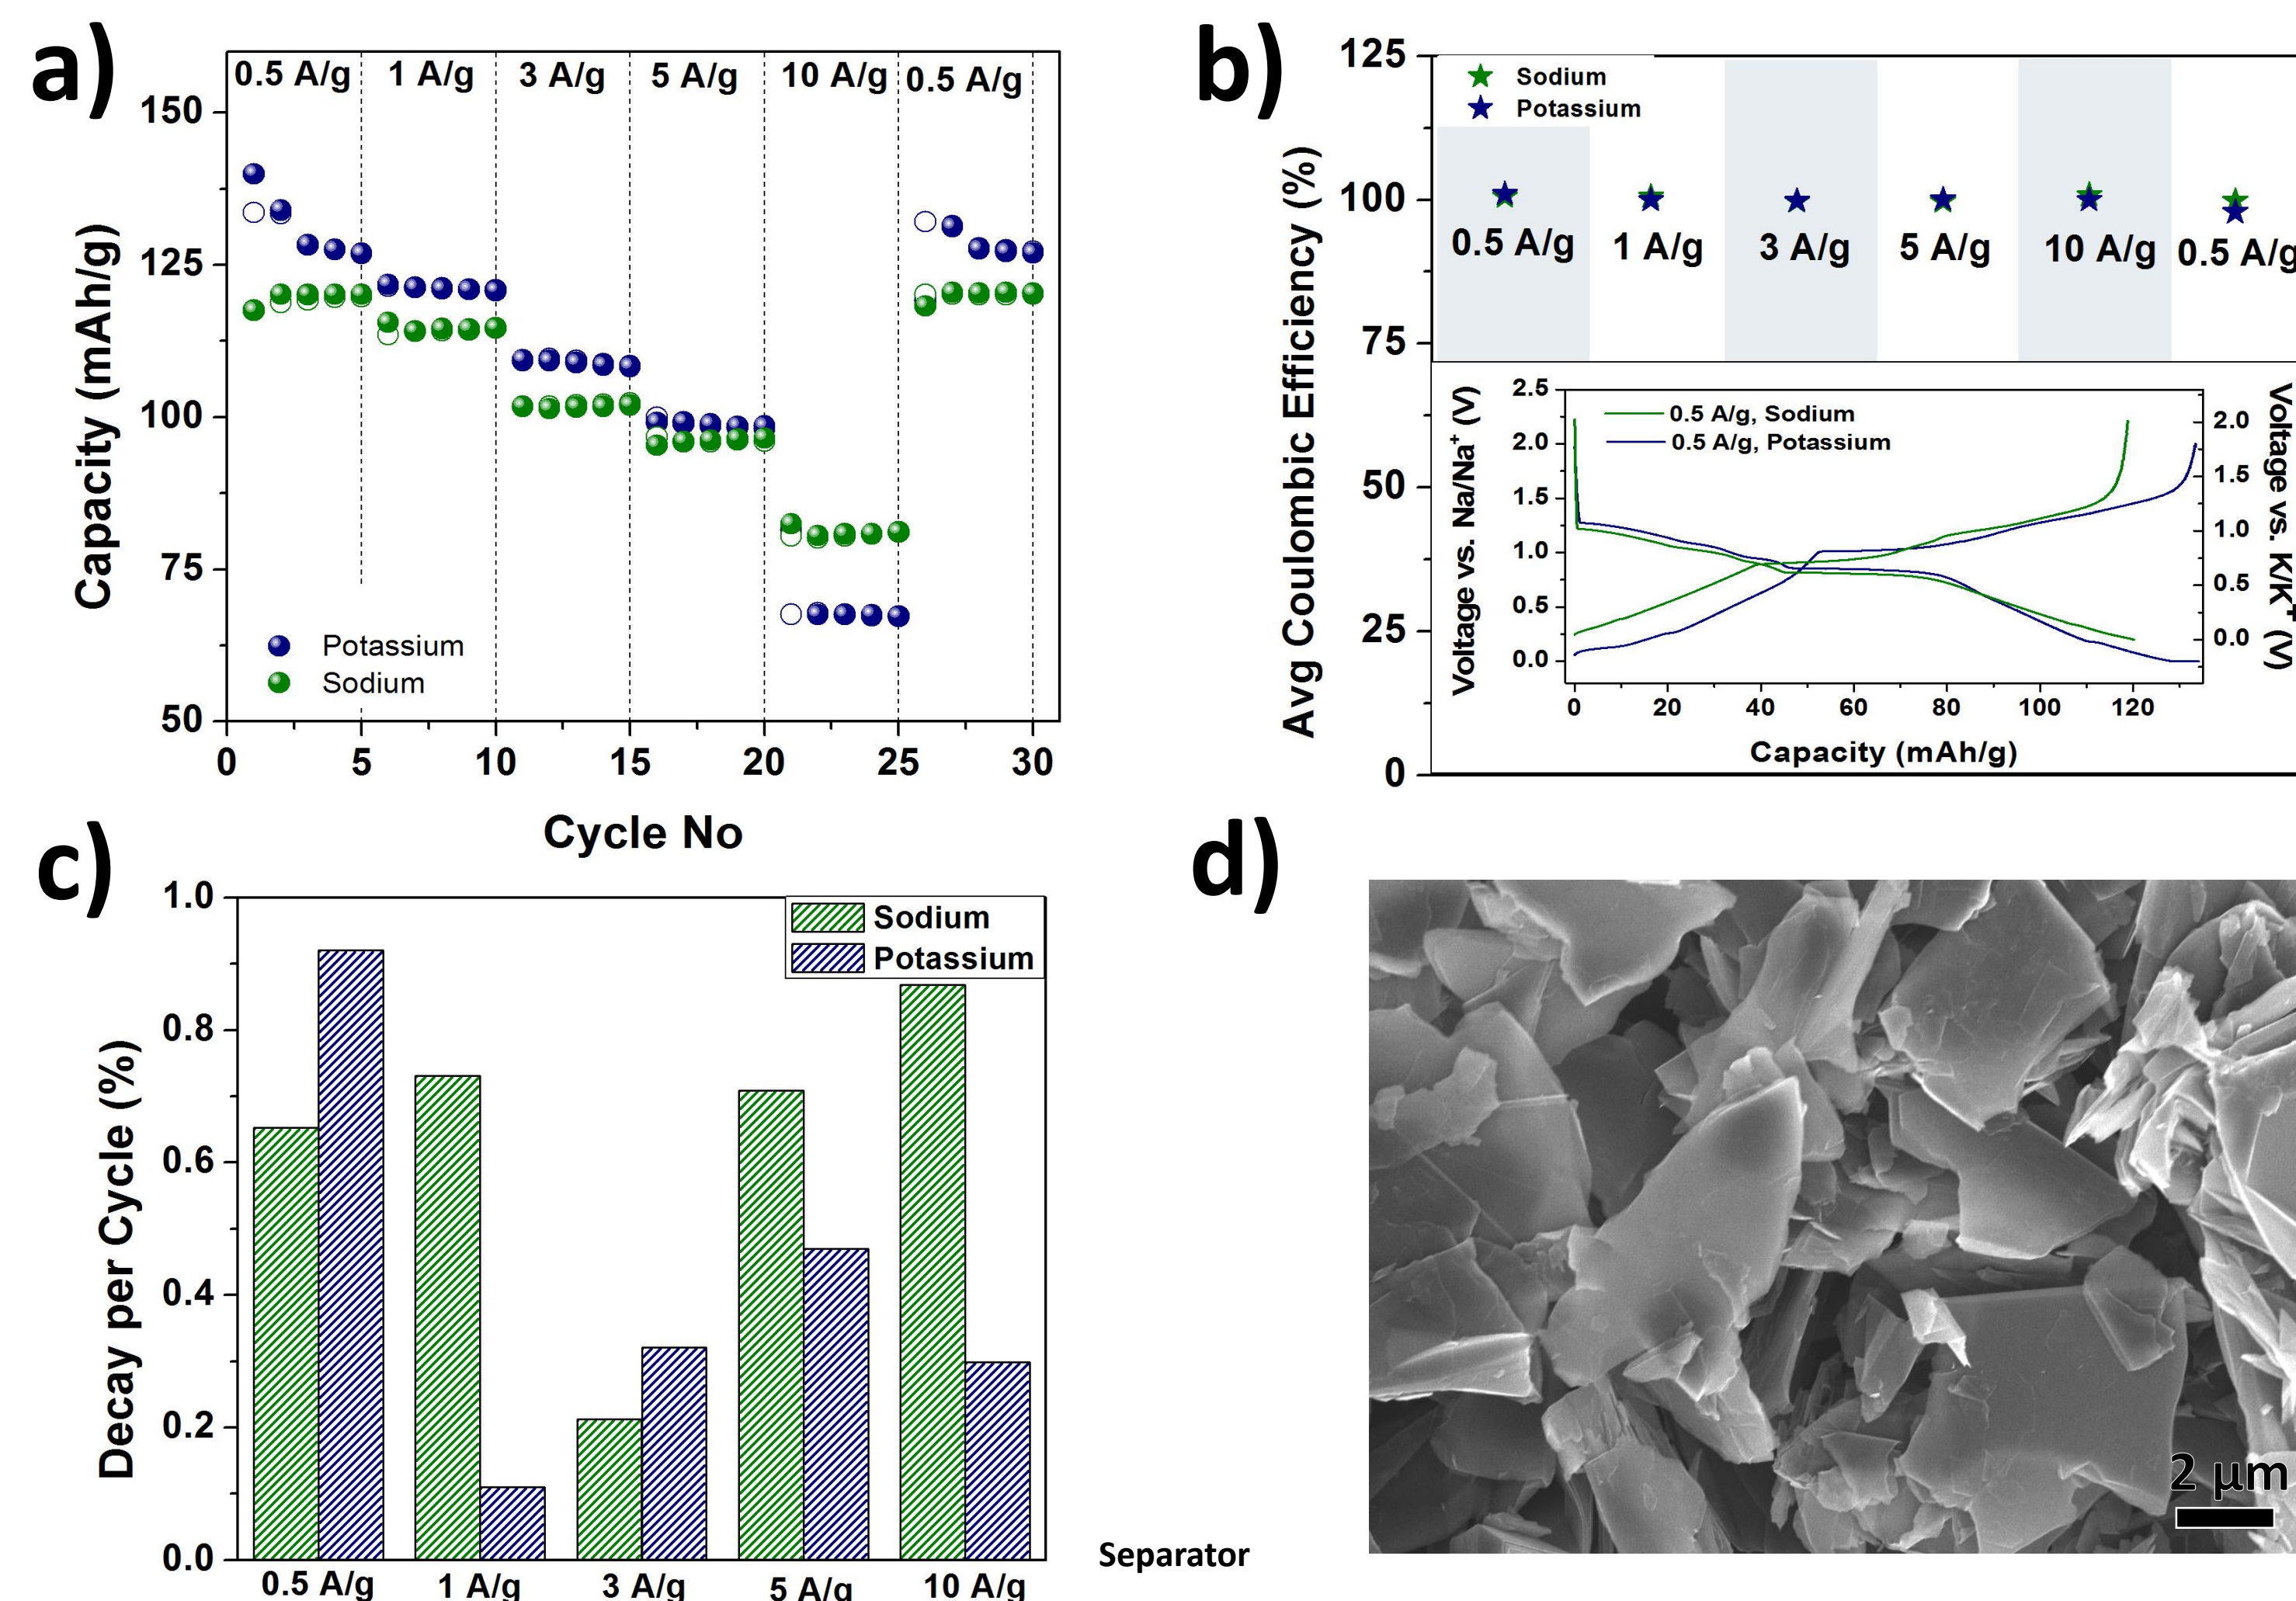 a)
0.5 A/g 1 A/g 3 A/g 5 A/g 10 A/g 0.5 A/g
150
125
100
75
50
Capacity (mAh/g)
Potassium
Sodium
0 5 10 15 20 25 30
Cycle No
b)
125
100
75
50
25
0
Avg Coulombic Efficiency (%)
Sodium
Potassium
0.5 A/g 1 A/g 3 A/g 5 A/g 10 A/g 0.5 A/g
Voltage vs. Na/Na⁺ (V)
2.5
2.0
1.5
1.0
0.5
0.0
0.5 A/g, Sodium
0.5 A/g, Potassium
2.0
1.5
1.0
0.5
0.0
Voltage vs. K/K⁺ (V)
0 20 40 60 80 100 120
Capacity (mAh/g)
c)
1.0
0.8
0.6
0.4
0.2
0.0
Decay per Cycle (%)
Sodium
Potassium
0.5 A/g 1 A/g 3 A/g 5 A/g 10 A/g
Separator
d)
2 µm